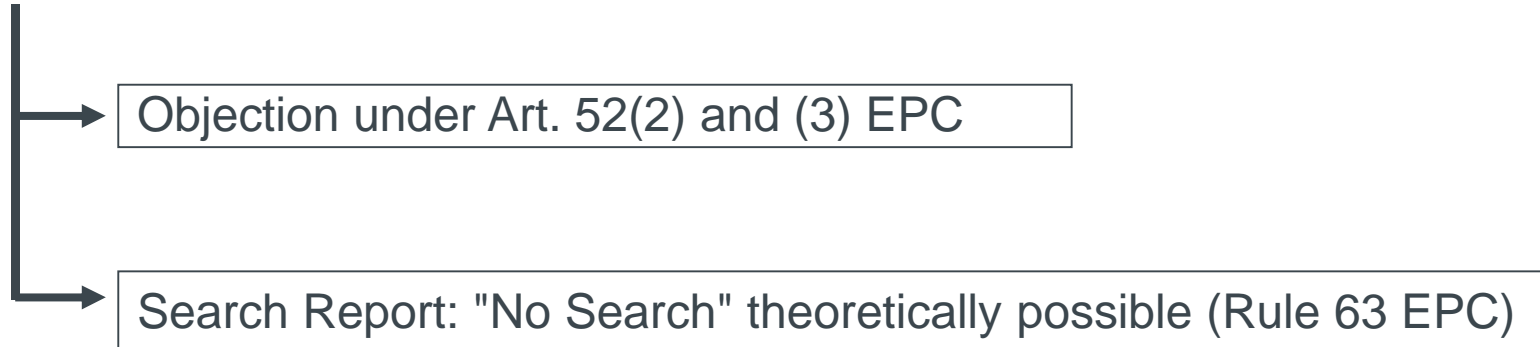 Objection under Art. 52(2) and (3) EPC
Search Report: "No Search" theoretically possible (Rule 63 EPC)